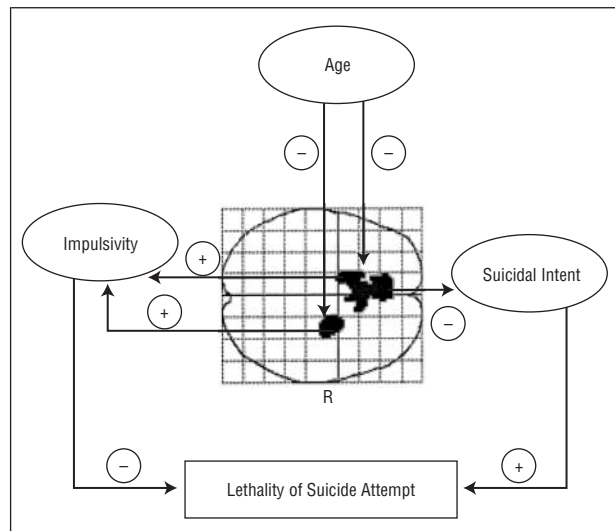 Age
−
−
Impulsivity
+
Suicidal Intent
+
−
R
−
+
Lethality of Suicide Attempt